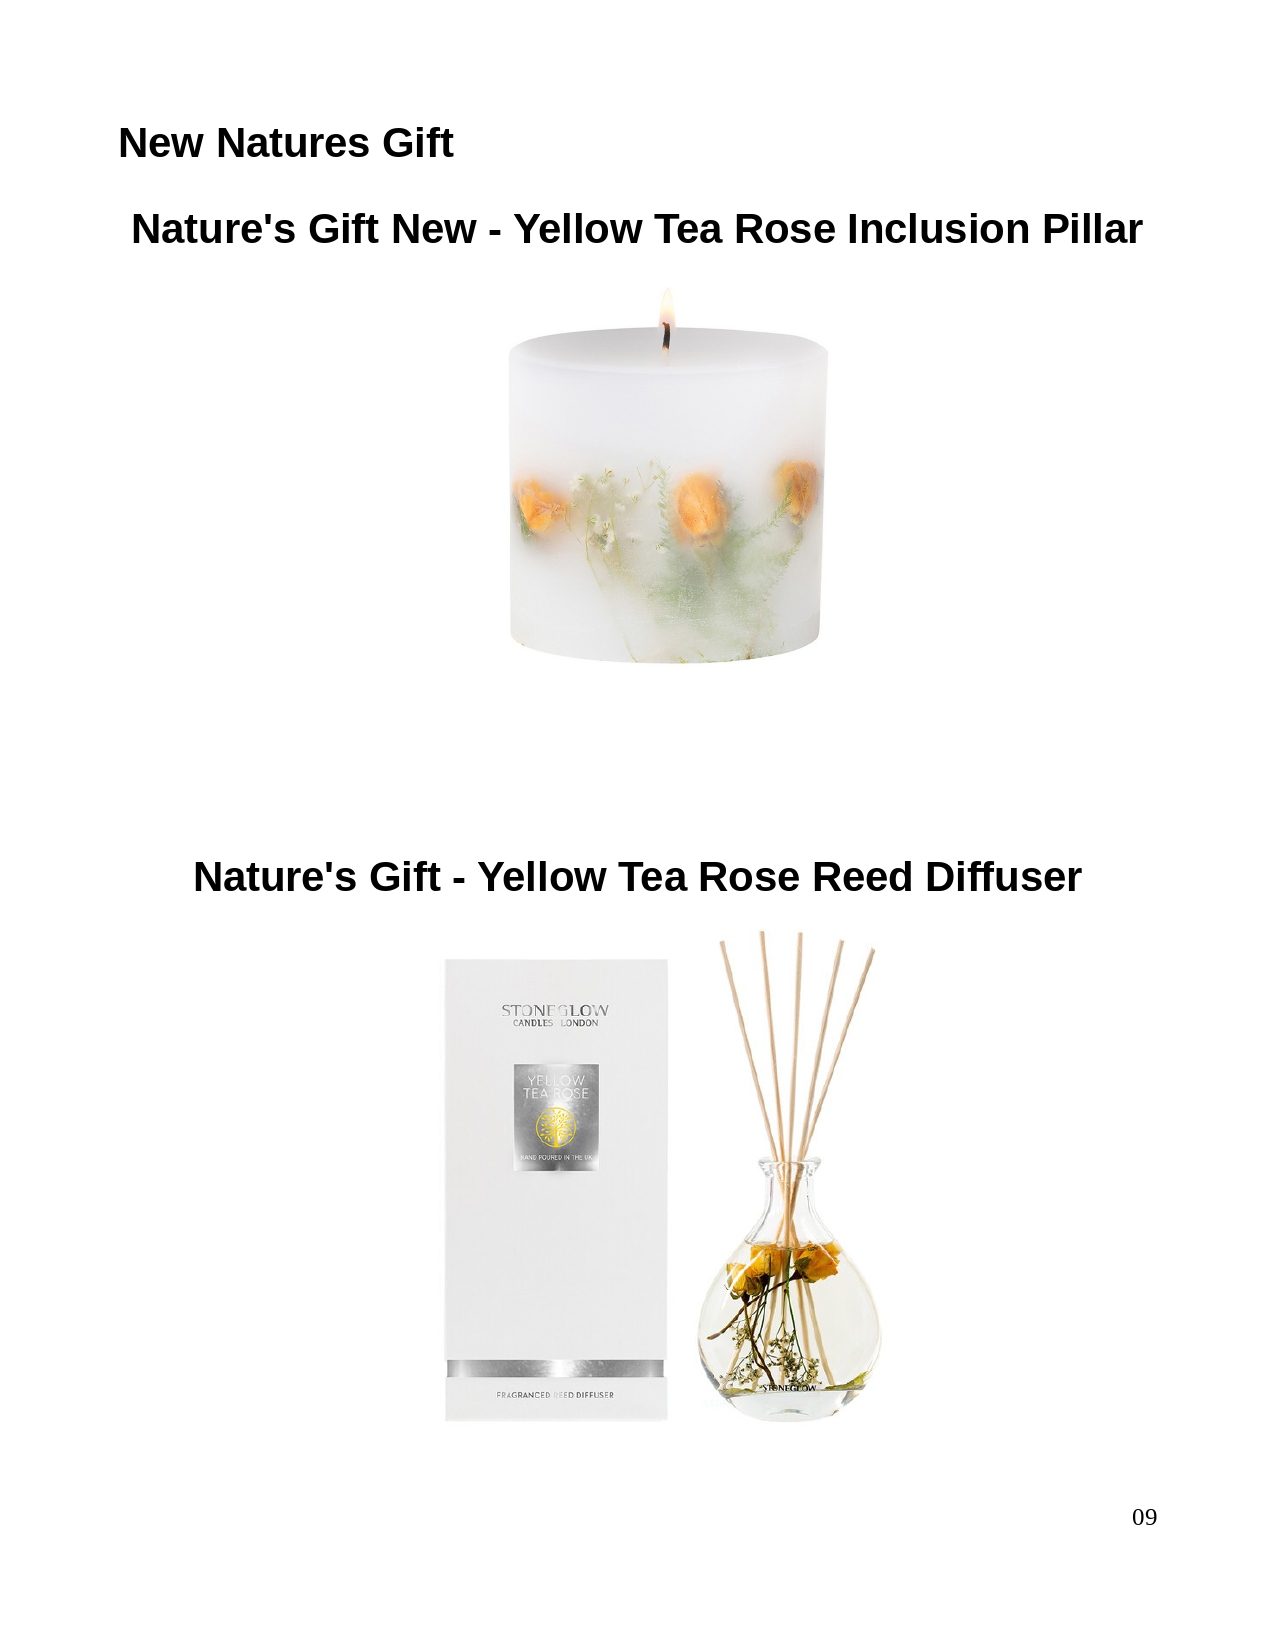 New Natures Gift
Nature's Gift New - Yellow Tea Rose Inclusion Pillar
Nature's Gift - Yellow Tea Rose Reed Diffuser
STONEGLOW
CANDLES LONDON
YELLOW
TEA ROSE
HAND POURED IN THE UK
FRAGRANCED REED DIFFUSER
STONEGLOW
09